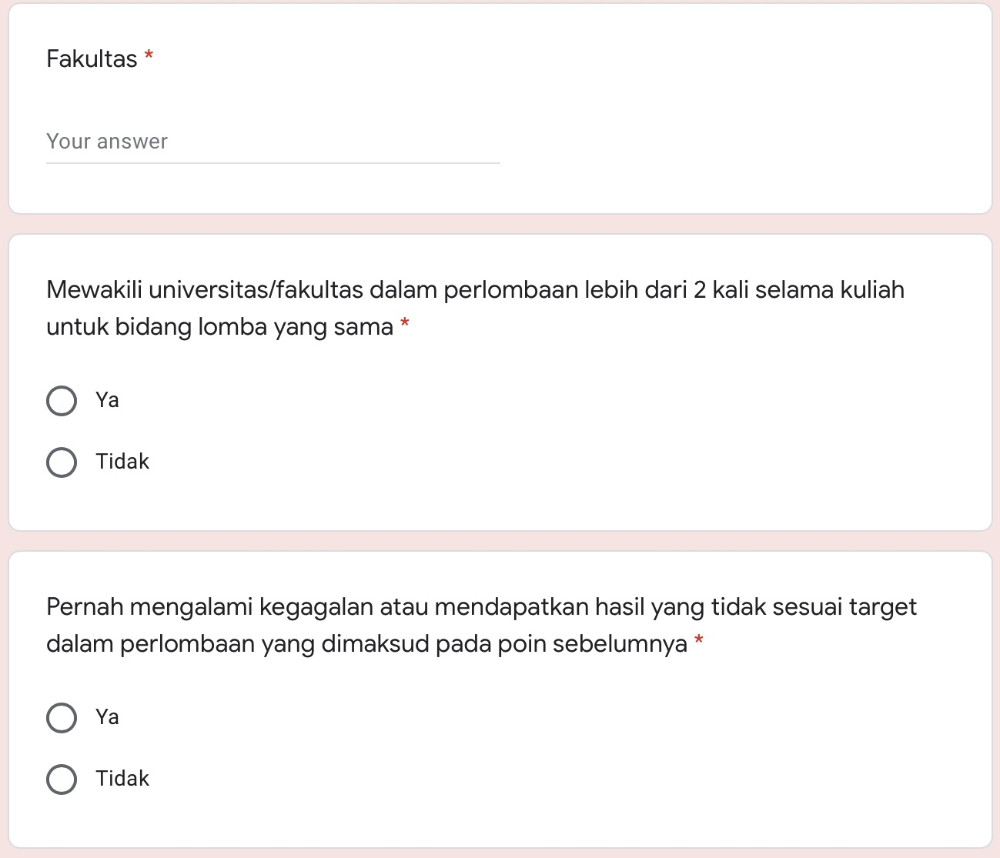 Fakultas *
Your answer
Mewakili universitas/fakultas dalam perlombaan lebih dari 2 kali selama kuliah
untuk bidang lomba yang sama *
Ya
Tidak
Pernah mengalami kegagalan atau mendapatkan hasil yang tidak sesuai target
dalam perlombaan yang dimaksud pada poin sebelumnya *
Ya
Tidak